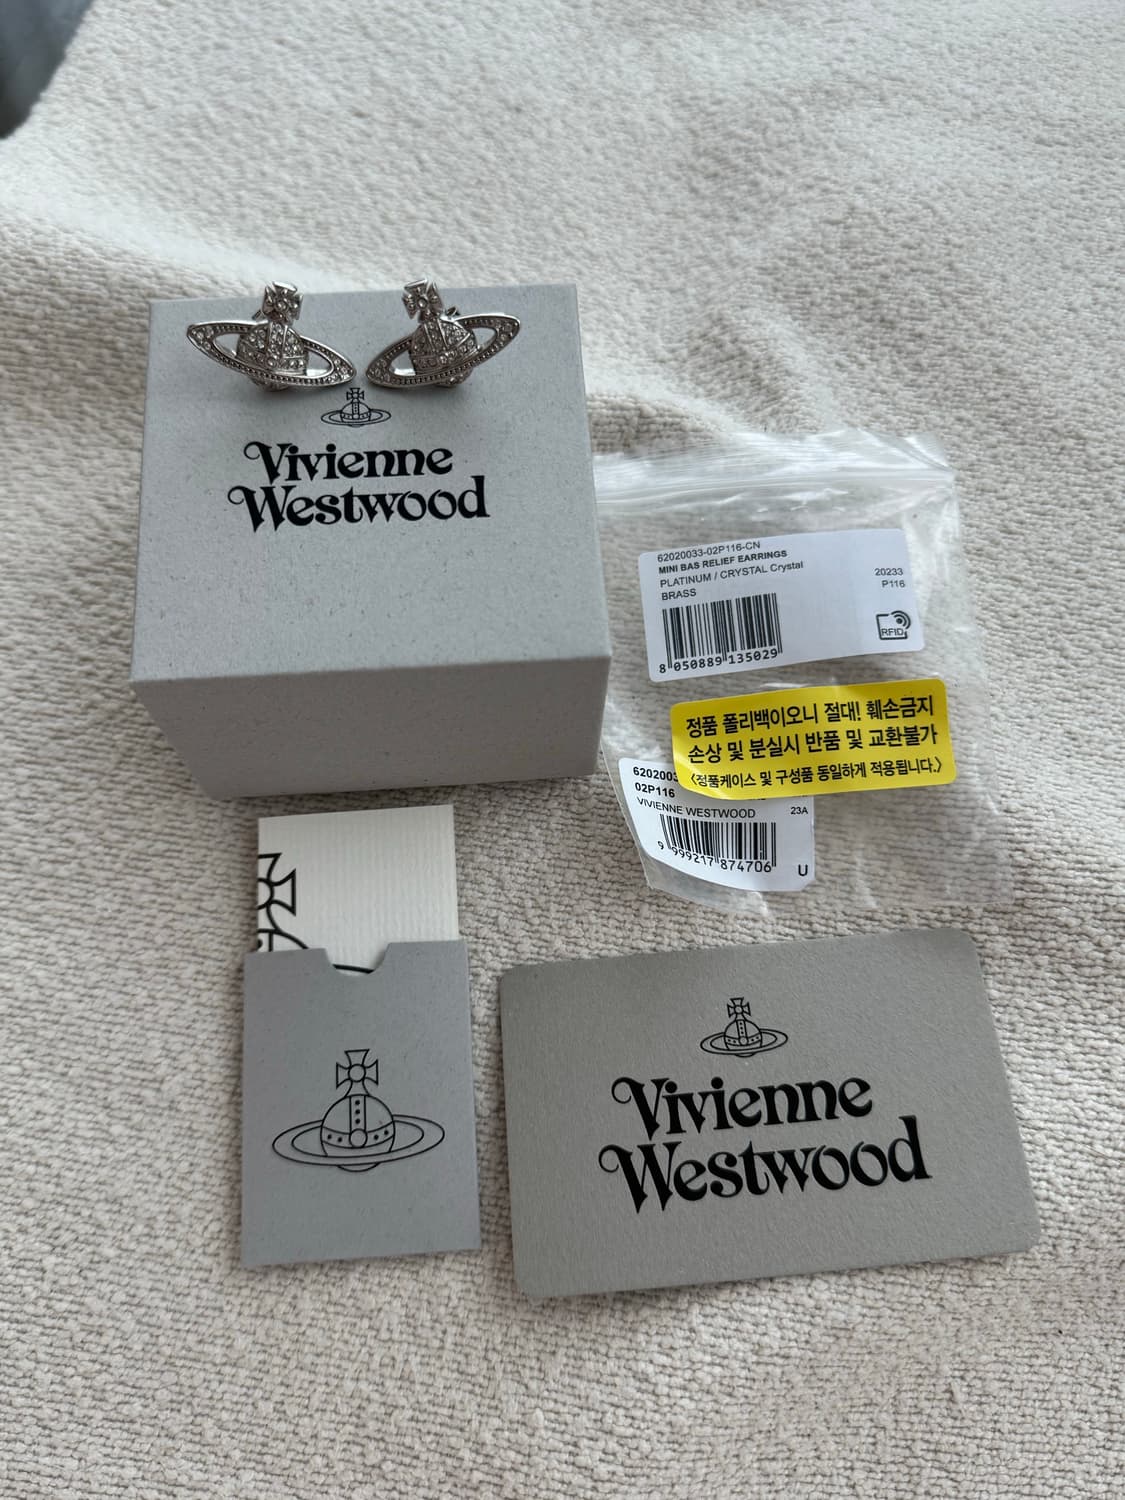 Vivienne
Westwood
62020033-02P116-CN
MINI BAS RELIEF EARRINGS
PLATINUM / CRYSTAL Crystal
BRASS
20233
P116
8 050889 135029
RFID
정품 폴리백이오니 절대! 훼손금지
손상 및 분실시 반품 및 교환불가
<정품케이스 및 구성품 동일하게 적용됩니다.>
6202003
02P116
VIVIENNE WESTWOOD
23A
9 999217 874706
U
Vivienne
Westwood